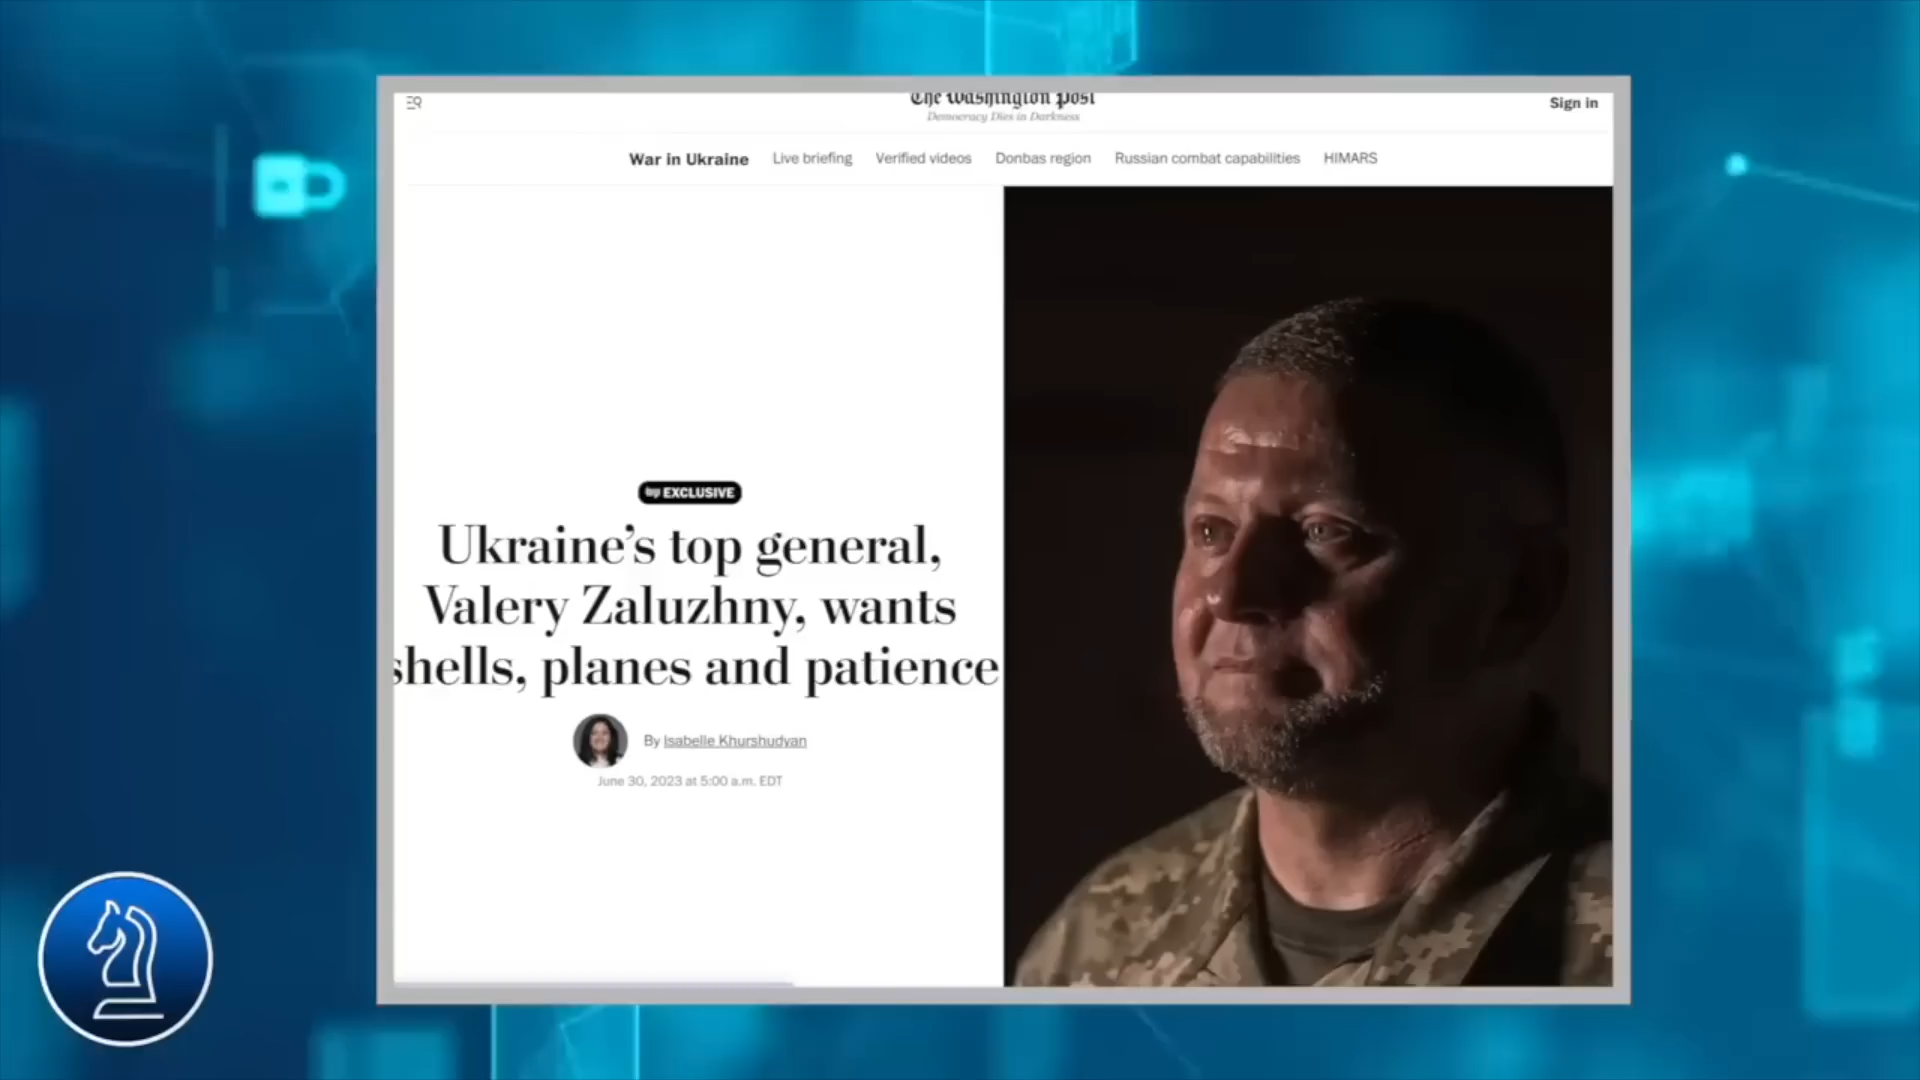 The Washington Post
Democracy Dies in Darkness
Sign in
War in Ukraine Live briefing Verified videos Donbas region Russian combat capabilities HIMARS
wp EXCLUSIVE
Ukraine’s top general,
Valery Zaluzhny, wants
shells, planes and patience
By Isabelle Khurshudyan
June 30, 2023 at 5:00 a.m. EDT